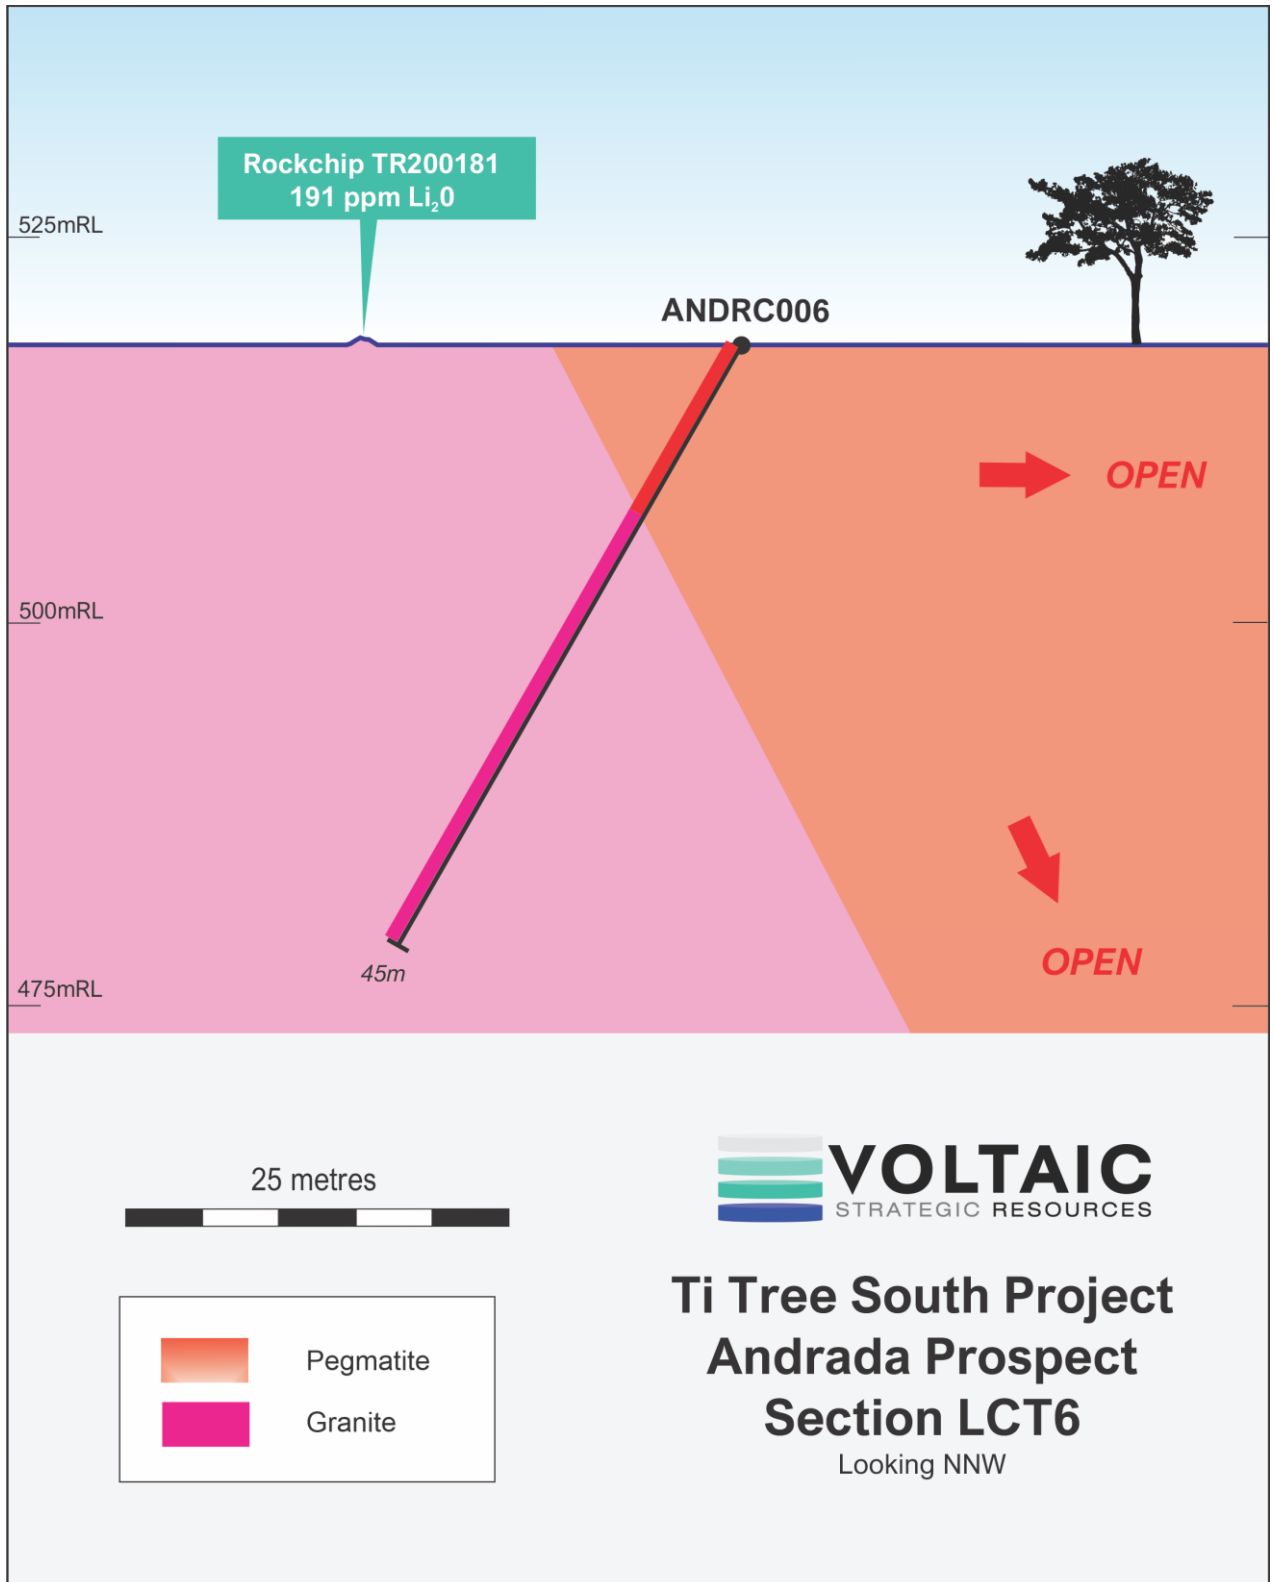 Rockchip TR200181
191 ppm Li₂0
525mRL
ANDRC006
OPEN
500mRL
OPEN
45m
475mRL
25 metres
VOLTAIC
STRATEGIC RESOURCES
Pegmatite
Granite
Ti Tree South Project
Andrada Prospect
Section LCT6
Looking NNW